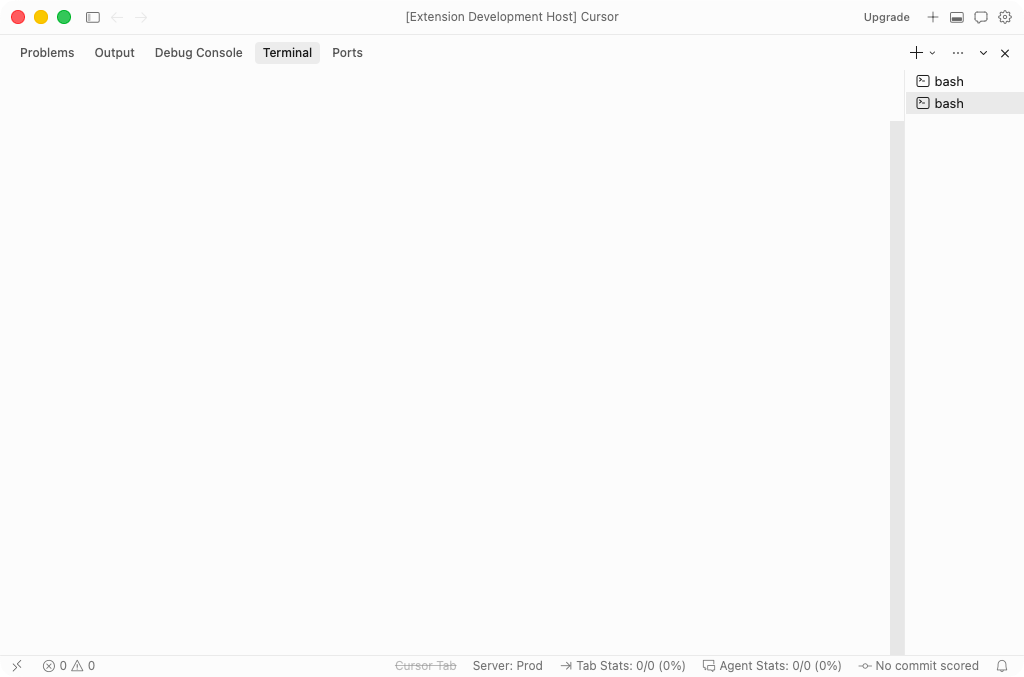 [Extension Development Host] Cursor
Upgrade
Problems Output Debug Console Terminal Ports
bash
bash
0 0 Cursor Tab Server: Prod Tab Stats: 0/0 (0%) Agent Stats: 0/0 (0%) No commit scored